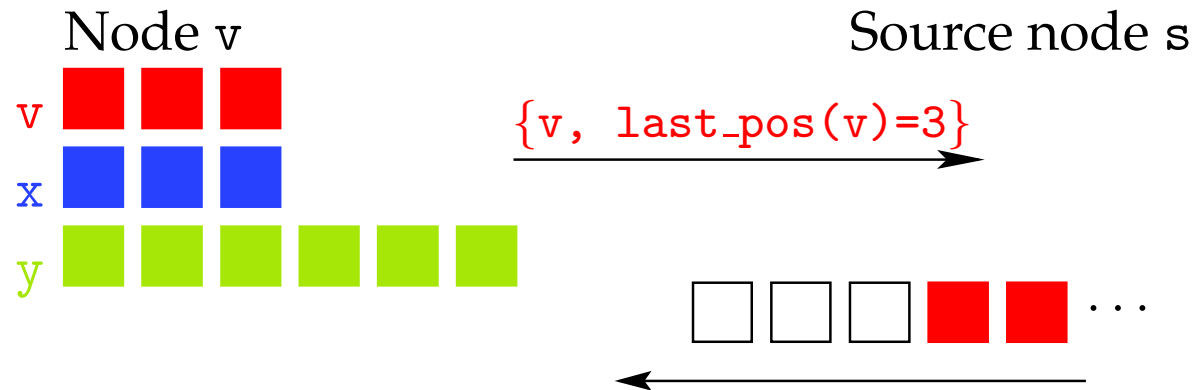 Node v
Source node s
v
{v, last_pos(v)=3}
x
y
...